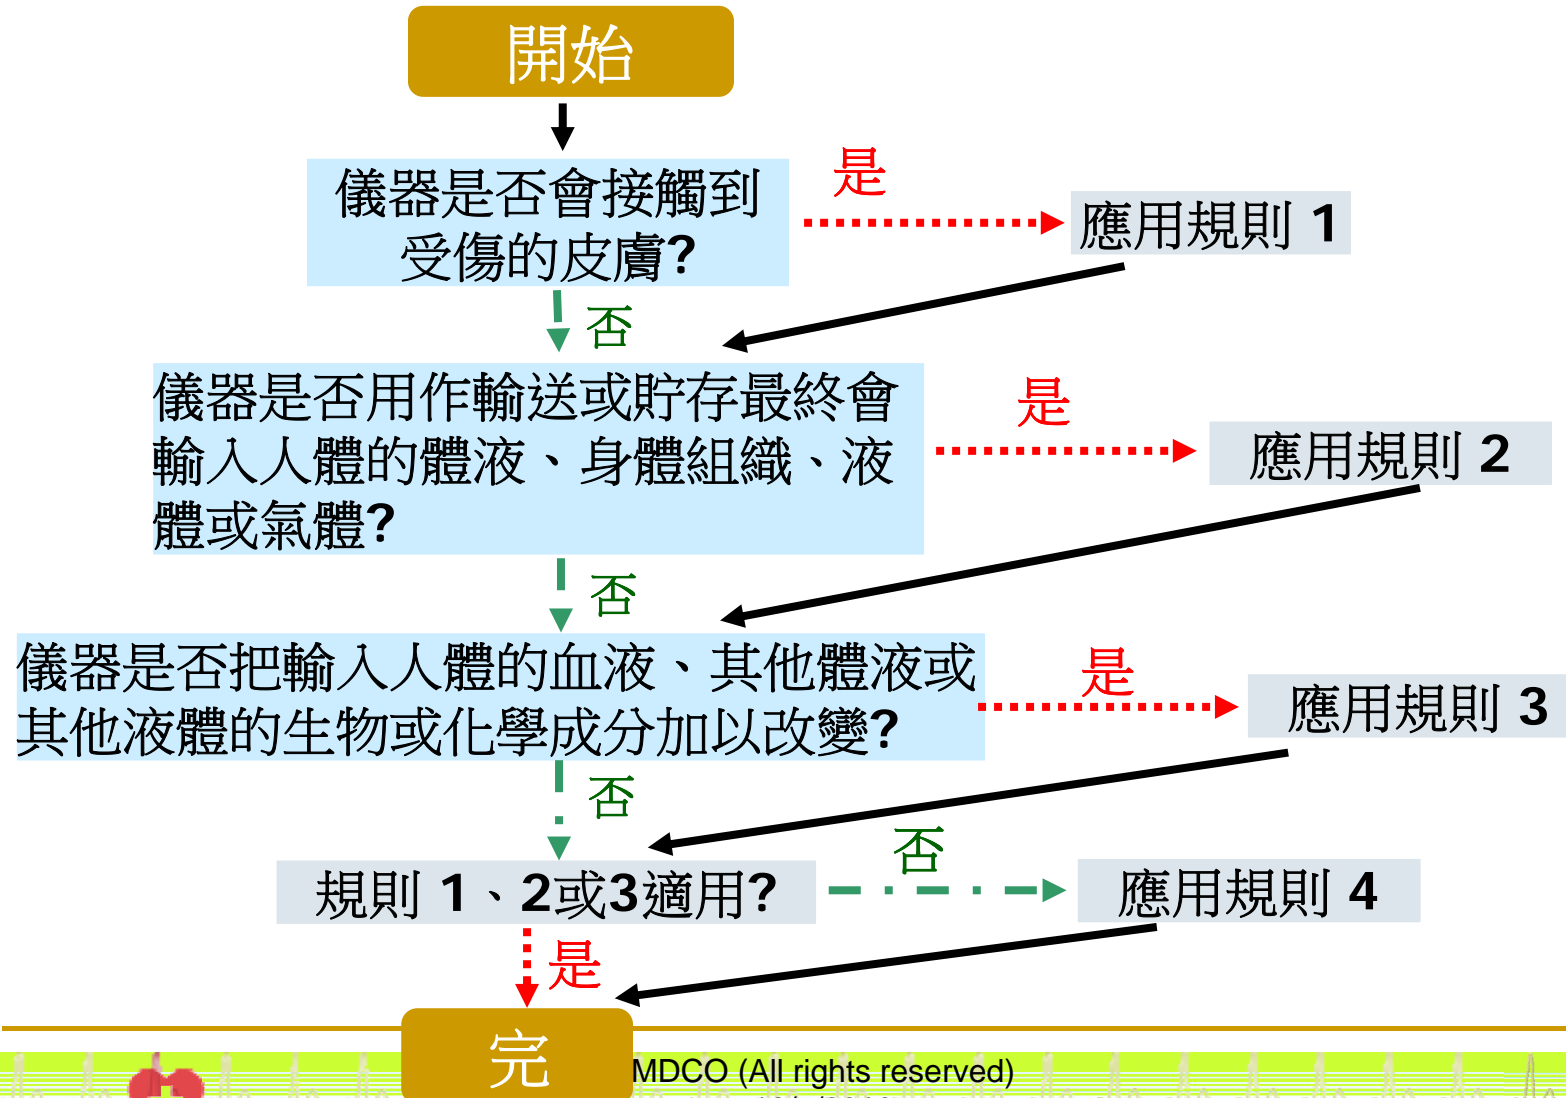 開始
儀器是否會接觸到
受傷的皮膚?
是
應用規則 1
否
儀器是否用作輸送或貯存最終會
輸入人體的體液、身體組織、液
體或氣體?
是
應用規則 2
否
儀器是否把輸入人體的血液、其他體液或
其他液體的生物或化學成分加以改變?
是
應用規則 3
否
規則 1、2或3適用?
否
應用規則 4
是
完
MDCO (All rights reserved)